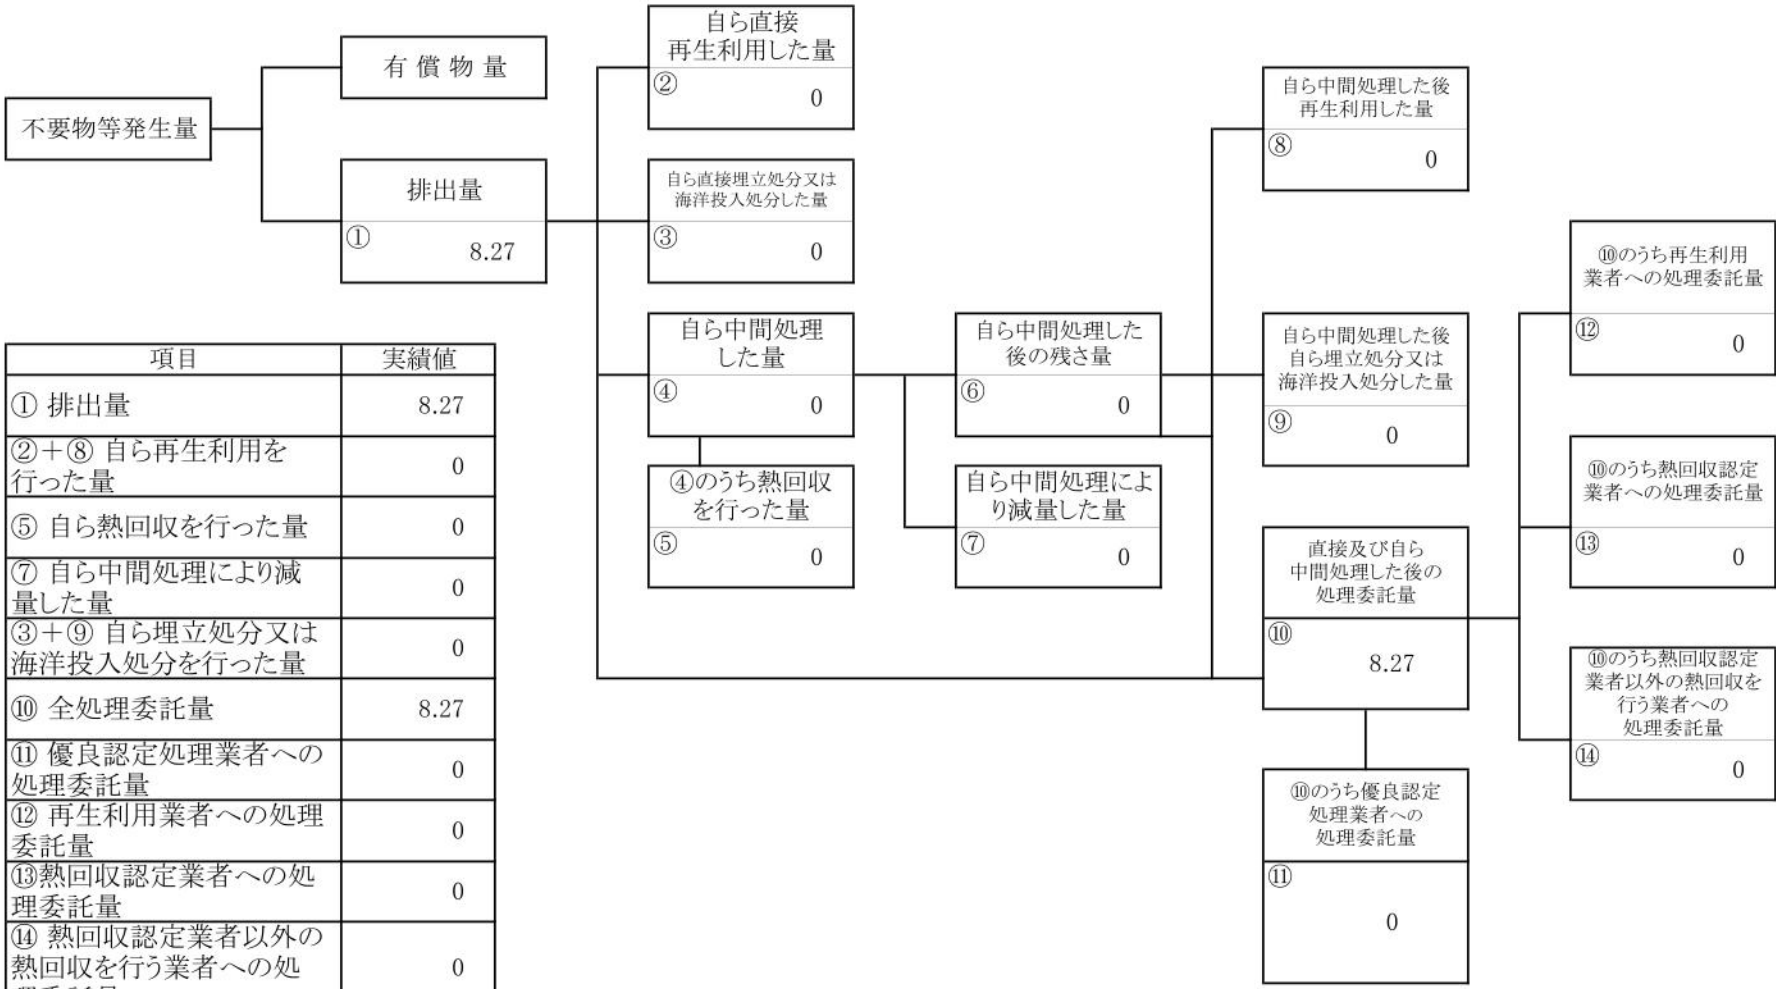 不要物等発生量
有償物量
排出量
①
8.27
自ら直接
再生利用した量
②
0
自ら直接埋立処分又は
海洋投入処分した量
③
0
自ら中間処理
した量
④
0
④のうち熱回収
を行った量
⑤
0
自ら中間処理した
後の残さ量
⑥
0
自ら中間処理によ
り減量した量
⑦
0
自ら中間処理した後
再生利用した量
⑧
0
自ら中間処理した後
自ら埋立処分又は
海洋投入処分した量
⑨
0
直接及び自ら
中間処理した後の
処理委託量
⑩
8.27
⑩のうち優良認定
処理業者への
処理委託量
⑪
0
⑩のうち再生利用
業者への処理委託量
⑫
0
⑩のうち熱回収認定
業者への処理委託量
⑬
0
⑩のうち熱回収認定
業者以外の熱回収を
行う業者への
処理委託量
⑭
0
項目 実績値
① 排出量 8.27
②+⑧ 自ら再生利用を
行った量 0
⑤ 自ら熱回収を行った量 0
⑦ 自ら中間処理により減
量した量 0
③+⑨ 自ら埋立処分又は
海洋投入処分を行った量 0
⑩ 全処理委託量 8.27
⑪ 優良認定処理業者への
処理委託量 0
⑫ 再生利用業者への処理
委託量 0
⑬熱回収認定業者への処
理委託量 0
⑭ 熱回収認定業者以外の
熱回収を行う業者への処 0